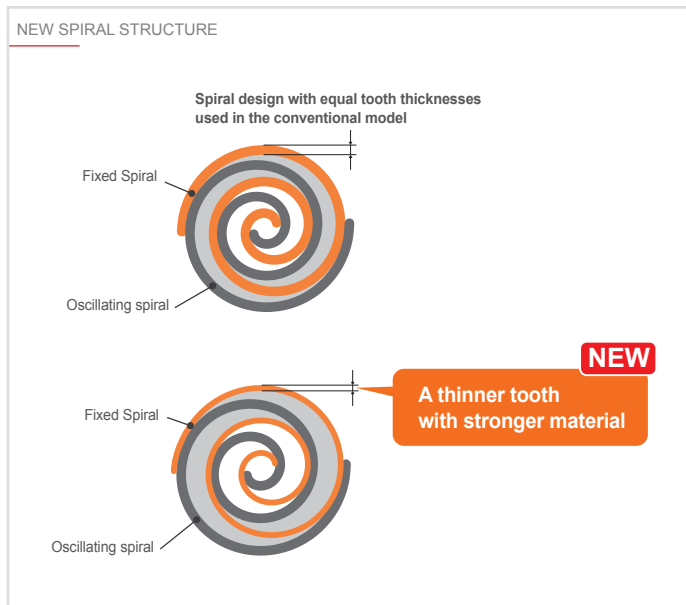 NEW SPIRAL STRUCTURE
Spiral design with equal tooth thicknesses
used in the conventional model
Fixed Spiral
Oscillating spiral
NEW
A thinner tooth
with stronger material
Fixed Spiral
Oscillating spiral